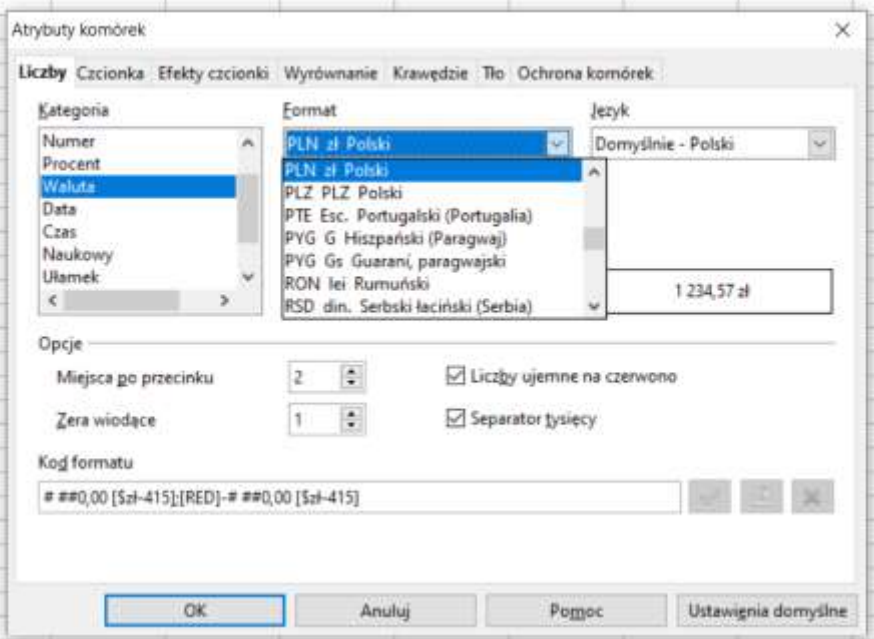 Atrybuty komórek
Liczby Czcionka Efekty czcionki Wyrównanie Krawędzie Tło Ochrona komórek
Kategoria Format Język
Numer
Procent
Waluta
Data
Czas
Naukowy
Ułamek
PLN zł Polski
PLN zł Polski
PLZ PLZ Polski
PTE Esc. Portugalski (Portugalia)
PYG G Hiszpański (Paragwaj)
PYG Gs Guarani, paragwajski
RON lei Rumuński
RSD din. Serbski łaciński (Serbia)
Domyślnie - Polski
1 234,57 zł
Opcje
Miejsca po przecinku 2 Liczby ujemne na czerwono
Zera wiodące 1 Separator tysięcy
Kod formatu
# ##0,00 [$zł-415];[RED]-# ##0,00 [$zł-415]
OK Anuluj Pomoc Ustawienia domyślne